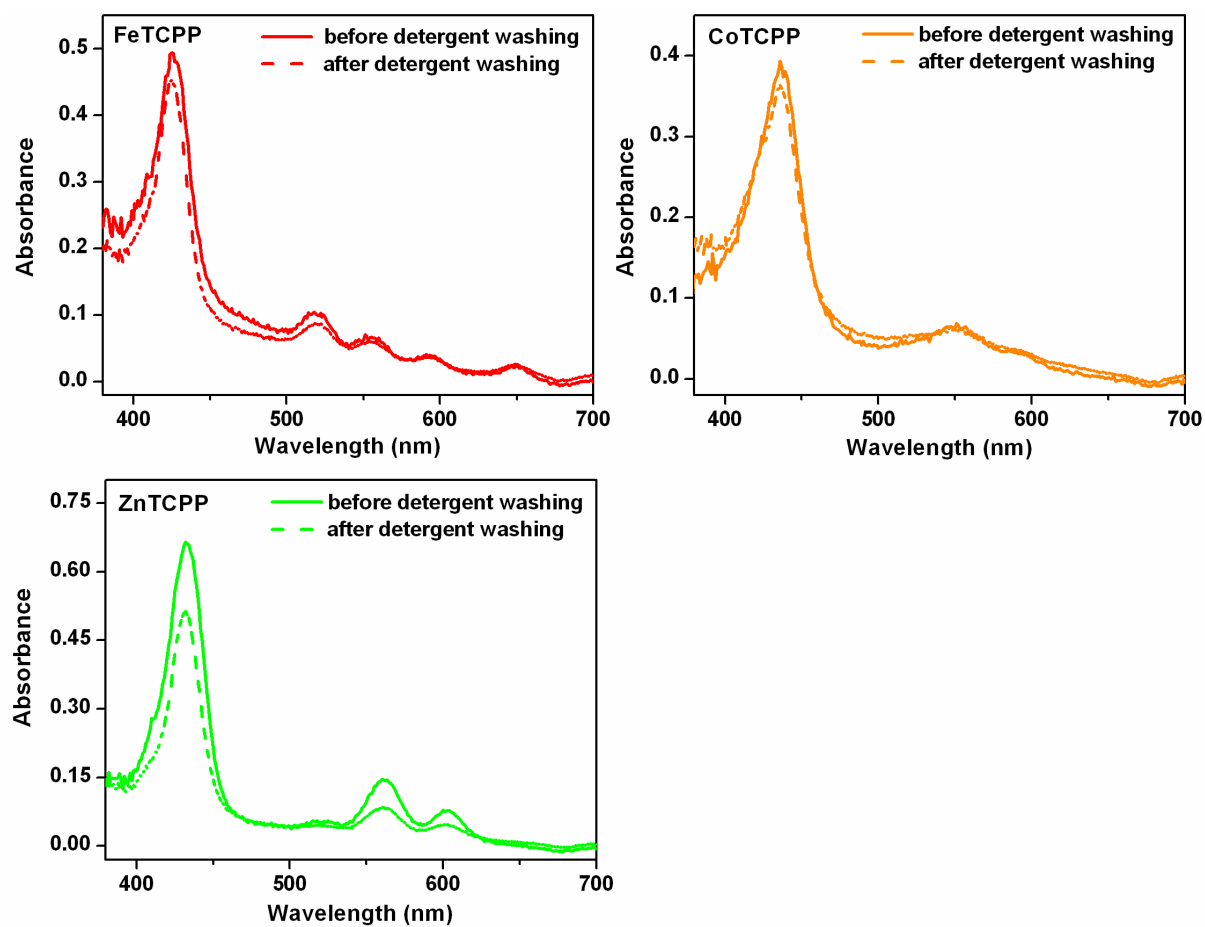 FeTCPP
before detergent washing
after detergent washing
0.5
0.4
0.3
0.2
0.1
0.0
Absorbance
400 500 600 700
Wavelength (nm)
CoTCPP
before detergent washing
after detergent washing
0.4
0.3
0.2
0.1
0.0
Absorbance
400 500 600 700
Wavelength (nm)
ZnTCPP
before detergent washing
after detergent washing
0.75
0.60
0.45
0.30
0.15
0.00
Absorbance
400 500 600 700
Wavelength (nm)